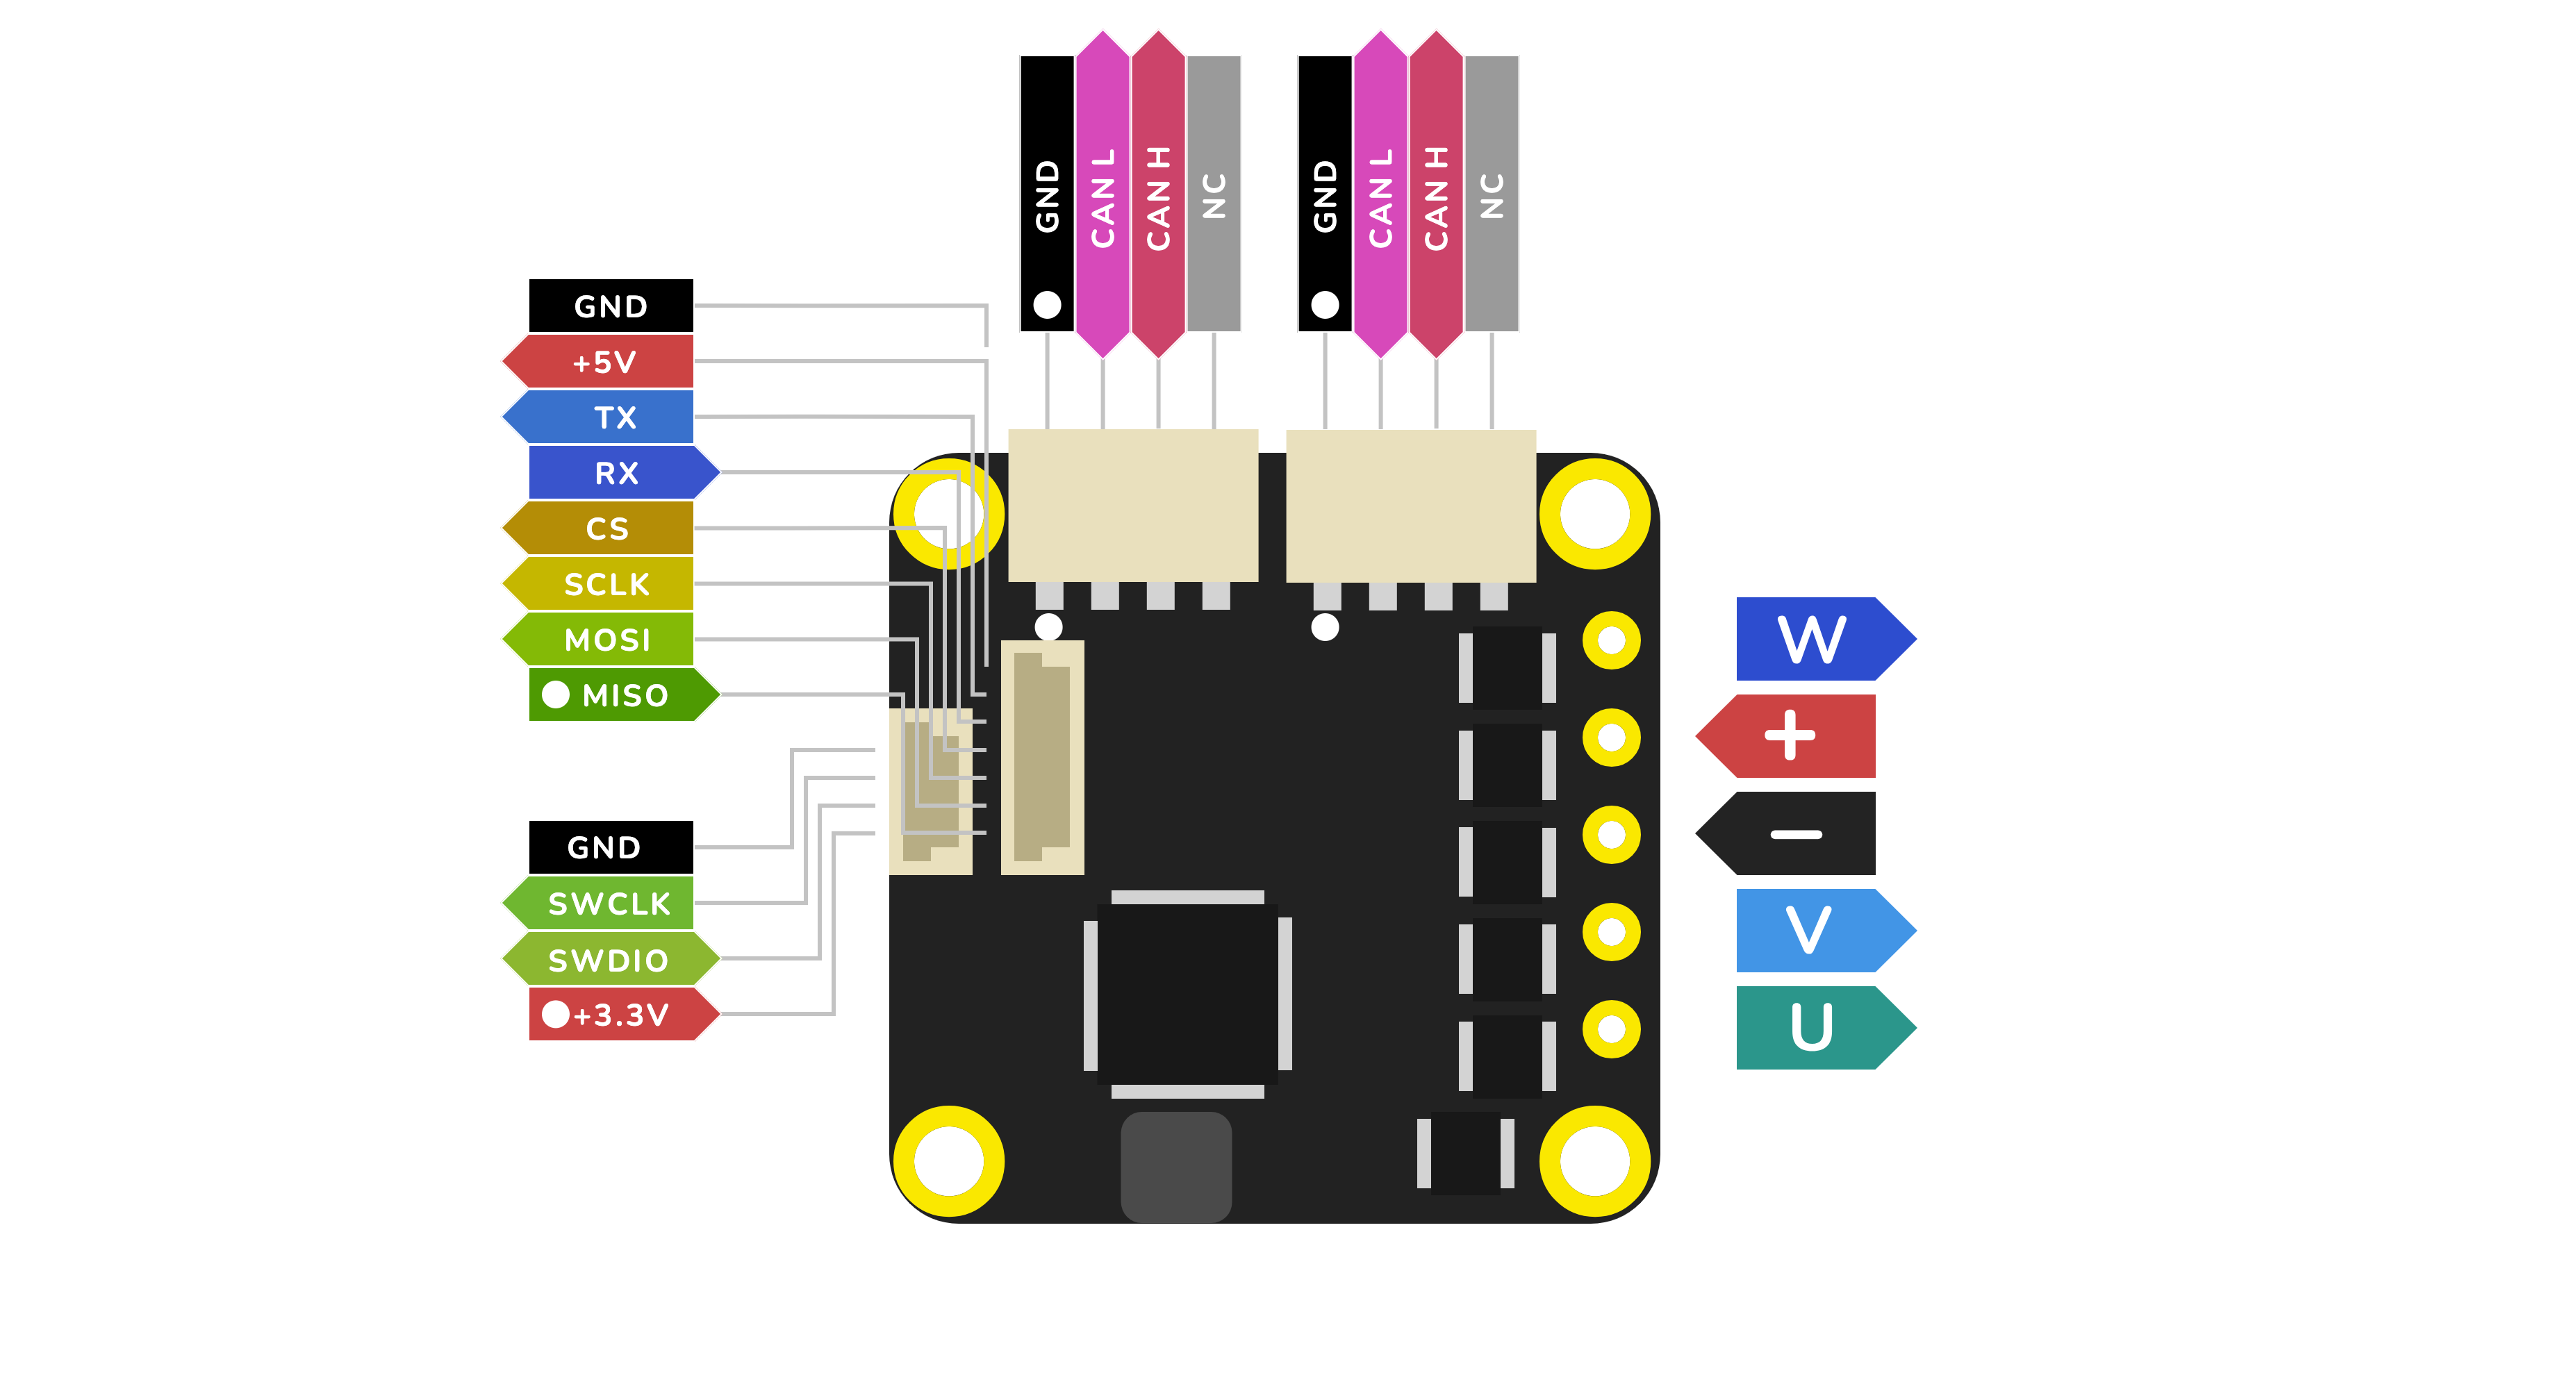 GND
CAN L
CAN H
NC
GND
CAN L
CAN H
NC
GND
+5V
TX
RX
CS
SCLK
MOSI
MISO
GND
SWCLK
SWDIO
+3.3V
W
+
−
V
U